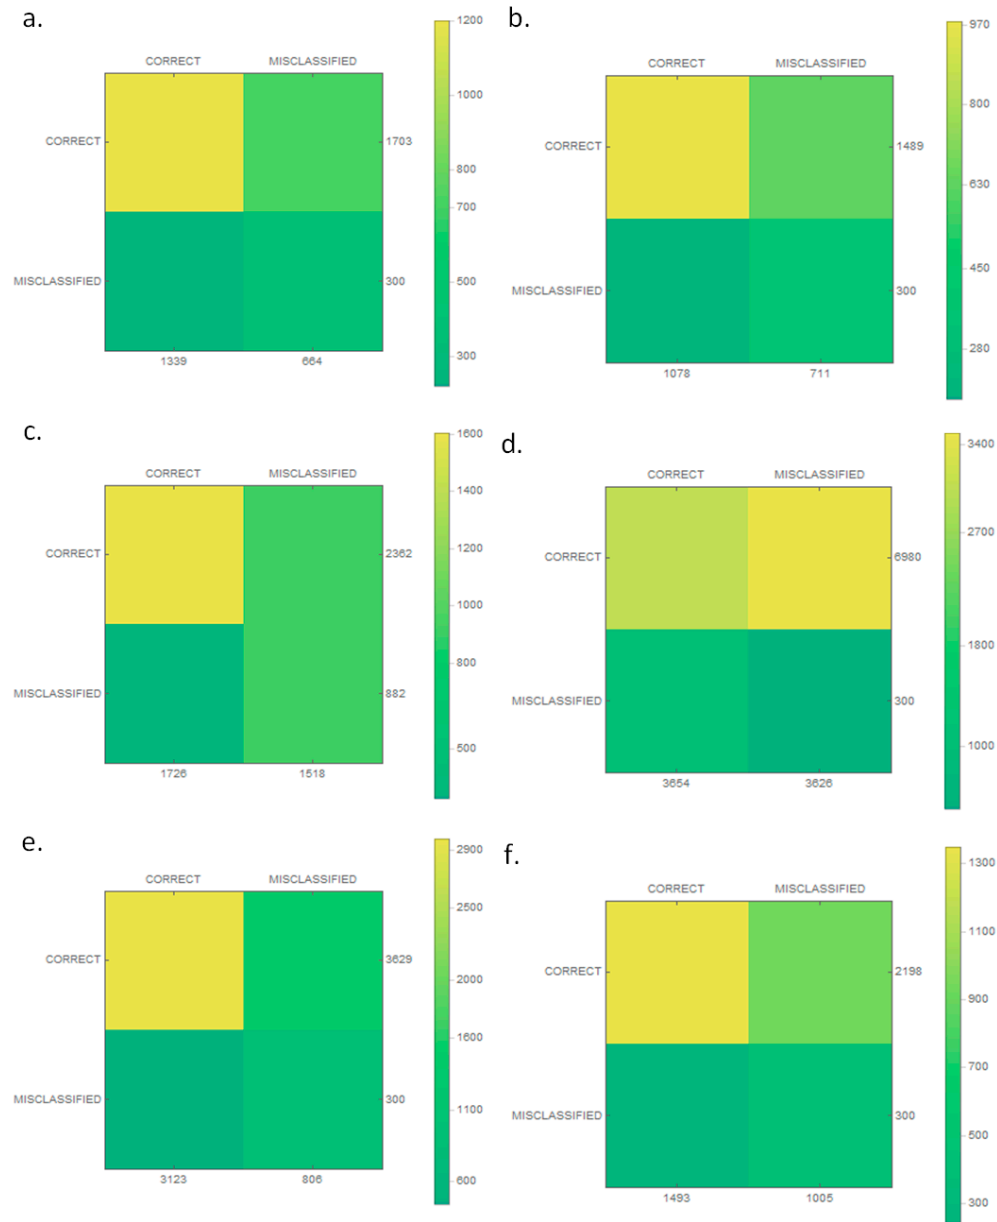 a.
CORRECT MISCLASSIFIED
CORRECT 1703
MISCLASSIFIED 300
1339 664
1200
1000
800
700
500
300
b.
CORRECT MISCLASSIFIED
CORRECT 1489
MISCLASSIFIED 300
1078 711
970
800
630
450
280
c.
CORRECT MISCLASSIFIED
CORRECT 2362
MISCLASSIFIED 882
1726 1518
1600
1400
1200
1000
800
500
d.
CORRECT MISCLASSIFIED
CORRECT 6980
MISCLASSIFIED 300
3654 3626
3400
2700
1800
1000
e.
CORRECT MISCLASSIFIED
CORRECT 3629
MISCLASSIFIED 300
3123 806
2900
2500
2000
1600
1100
600
f.
CORRECT MISCLASSIFIED
CORRECT 2198
MISCLASSIFIED 300
1493 1005
1300
1100
900
700
500
300